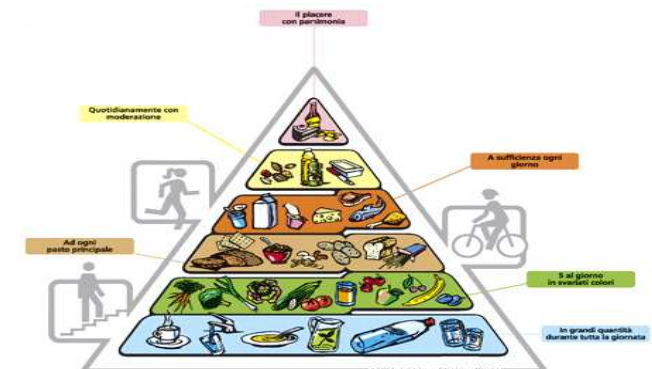 Il piacere
con parsimonia
Quotidianamente con
moderazione
A sufficienza ogni
giorno
Ad ogni
pasto principale
5 al giorno
in svariati colori
In grandi quantità
durante tutta la giornata